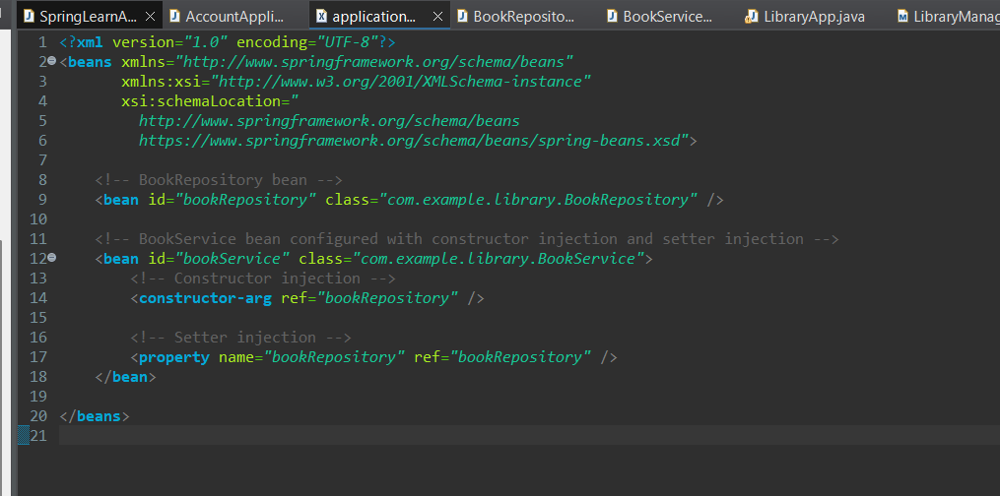 SpringLearnA... AccountAppli... application... BookReposito... BookService... LibraryApp.java LibraryManag
1 <?xml version="1.0" encoding="UTF-8"?>
2 <beans xmlns="http://www.springframework.org/schema/beans"
3 xmlns:xsi="http://www.w3.org/2001/XMLSchema-instance"
4 xsi:schemaLocation="
5 http://www.springframework.org/schema/beans
6 https://www.springframework.org/schema/beans/spring-beans.xsd">
7
8 <!-- BookRepository bean -->
9 <bean id="bookRepository" class="com.example.library.BookRepository" />
10
11 <!-- BookService bean configured with constructor injection and setter injection -->
12 <bean id="bookService" class="com.example.library.BookService">
13 <!-- Constructor injection -->
14 <constructor-arg ref="bookRepository" />
15
16 <!-- Setter injection -->
17 <property name="bookRepository" ref="bookRepository" />
18 </bean>
19
20 </beans>
21